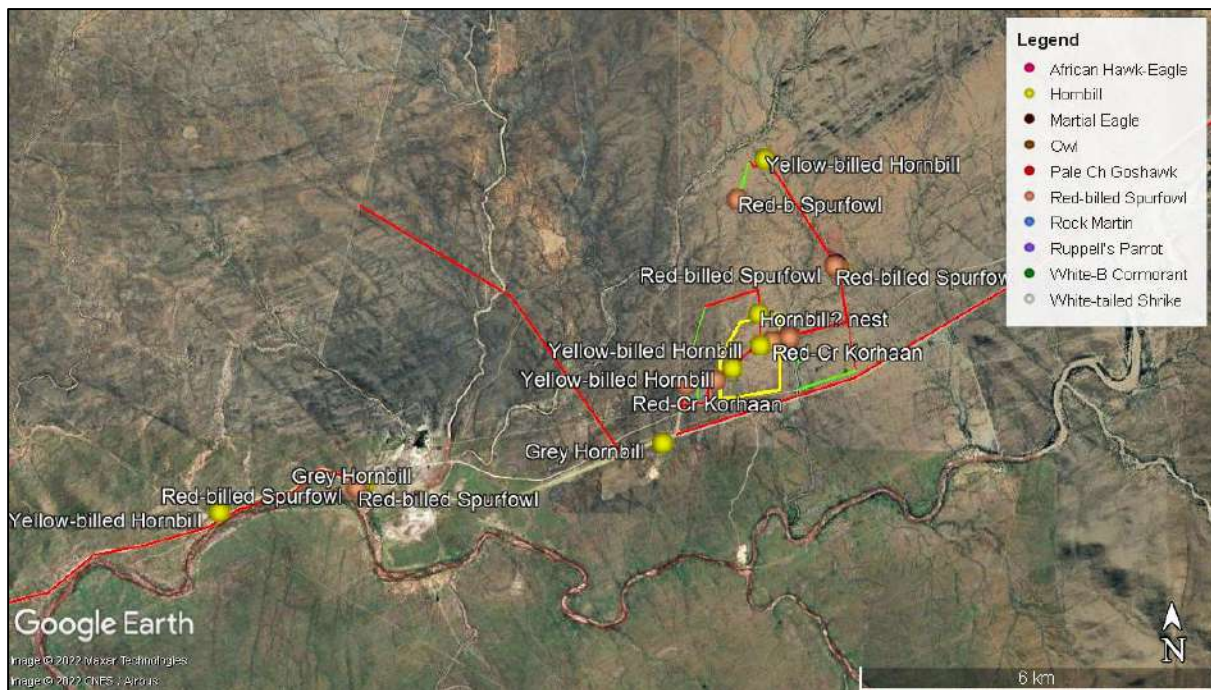 Legend
African Hawk-Eagle
Hornbill
Martial Eagle
Owl
Pale Ch Goshawk
Red-billed Spurfowl
Rock Martin
Ruppell's Parrot
White-B Cormorant
White-tailed Shrike
Yellow-billed Hornbill
Red-b Spurfowl
Red-billed Spurfowl
Red-billed Spurfow
Hornbill? nest
Yellow-billed Hornbill
Red-Cr Korhaan
Yellow-billed Hornbill
Red-Cr Korhaan
Grey Hornbill
Grey Hornbill
Red-billed Spurfowl
Red-billed Spurfowl
Yellow-billed Hornbill
Google Earth
Image © 2022 Maxar Technologies
Image © 2022 CNES / Airbus
N
6 km